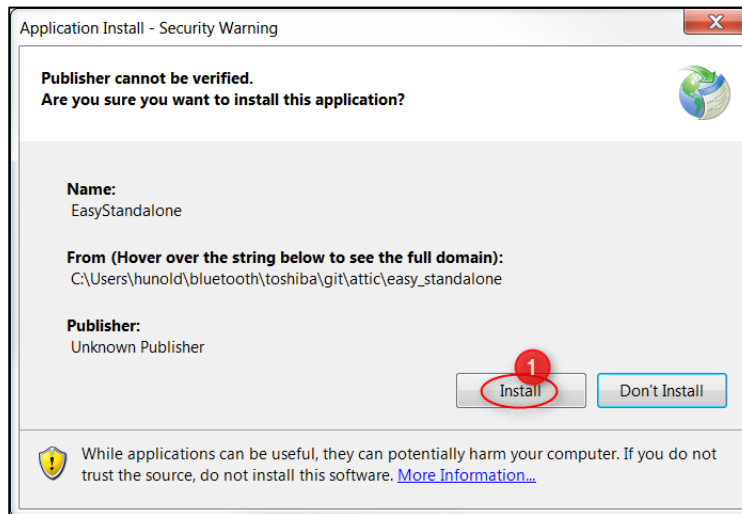 Application Install - Security Warning
Publisher cannot be verified.
Are you sure you want to install this application?
Name:
EasyStandalone
From (Hover over the string below to see the full domain):
C:\Users\hunold\bluetooth\toshiba\git\attic\easy_standalone
Publisher:
Unknown Publisher
1
Install
Don't Install
While applications can be useful, they can potentially harm your computer. If you do not
trust the source, do not install this software. More Information...